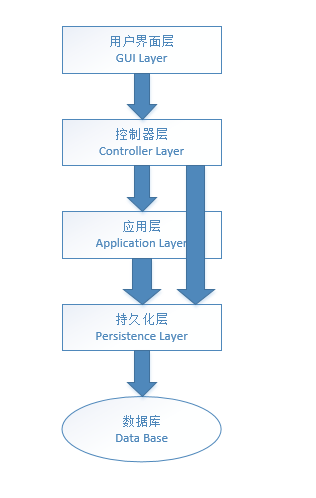 用户界面层
GUI Layer
控制器层
Controller Layer
应用层
Application Layer
持久化层
Persistence Layer
数据库
Data Base